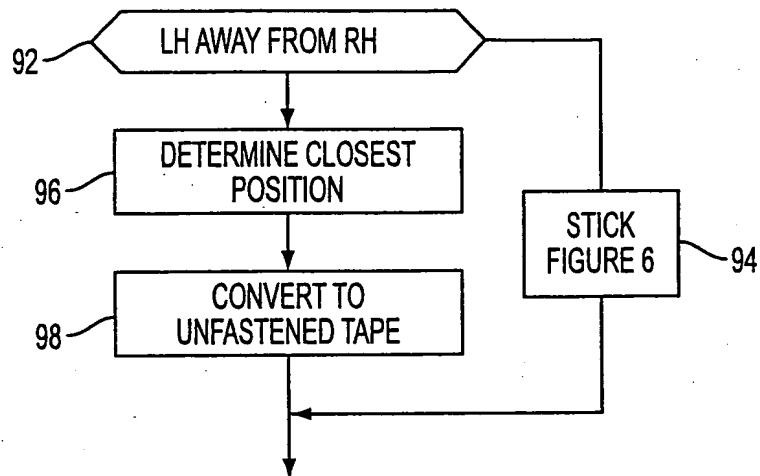 LH AWAY FROM RH
92
DETERMINE CLOSEST
POSITION
96
STICK
FIGURE 6
94
CONVERT TO
UNFASTENED TAPE
98